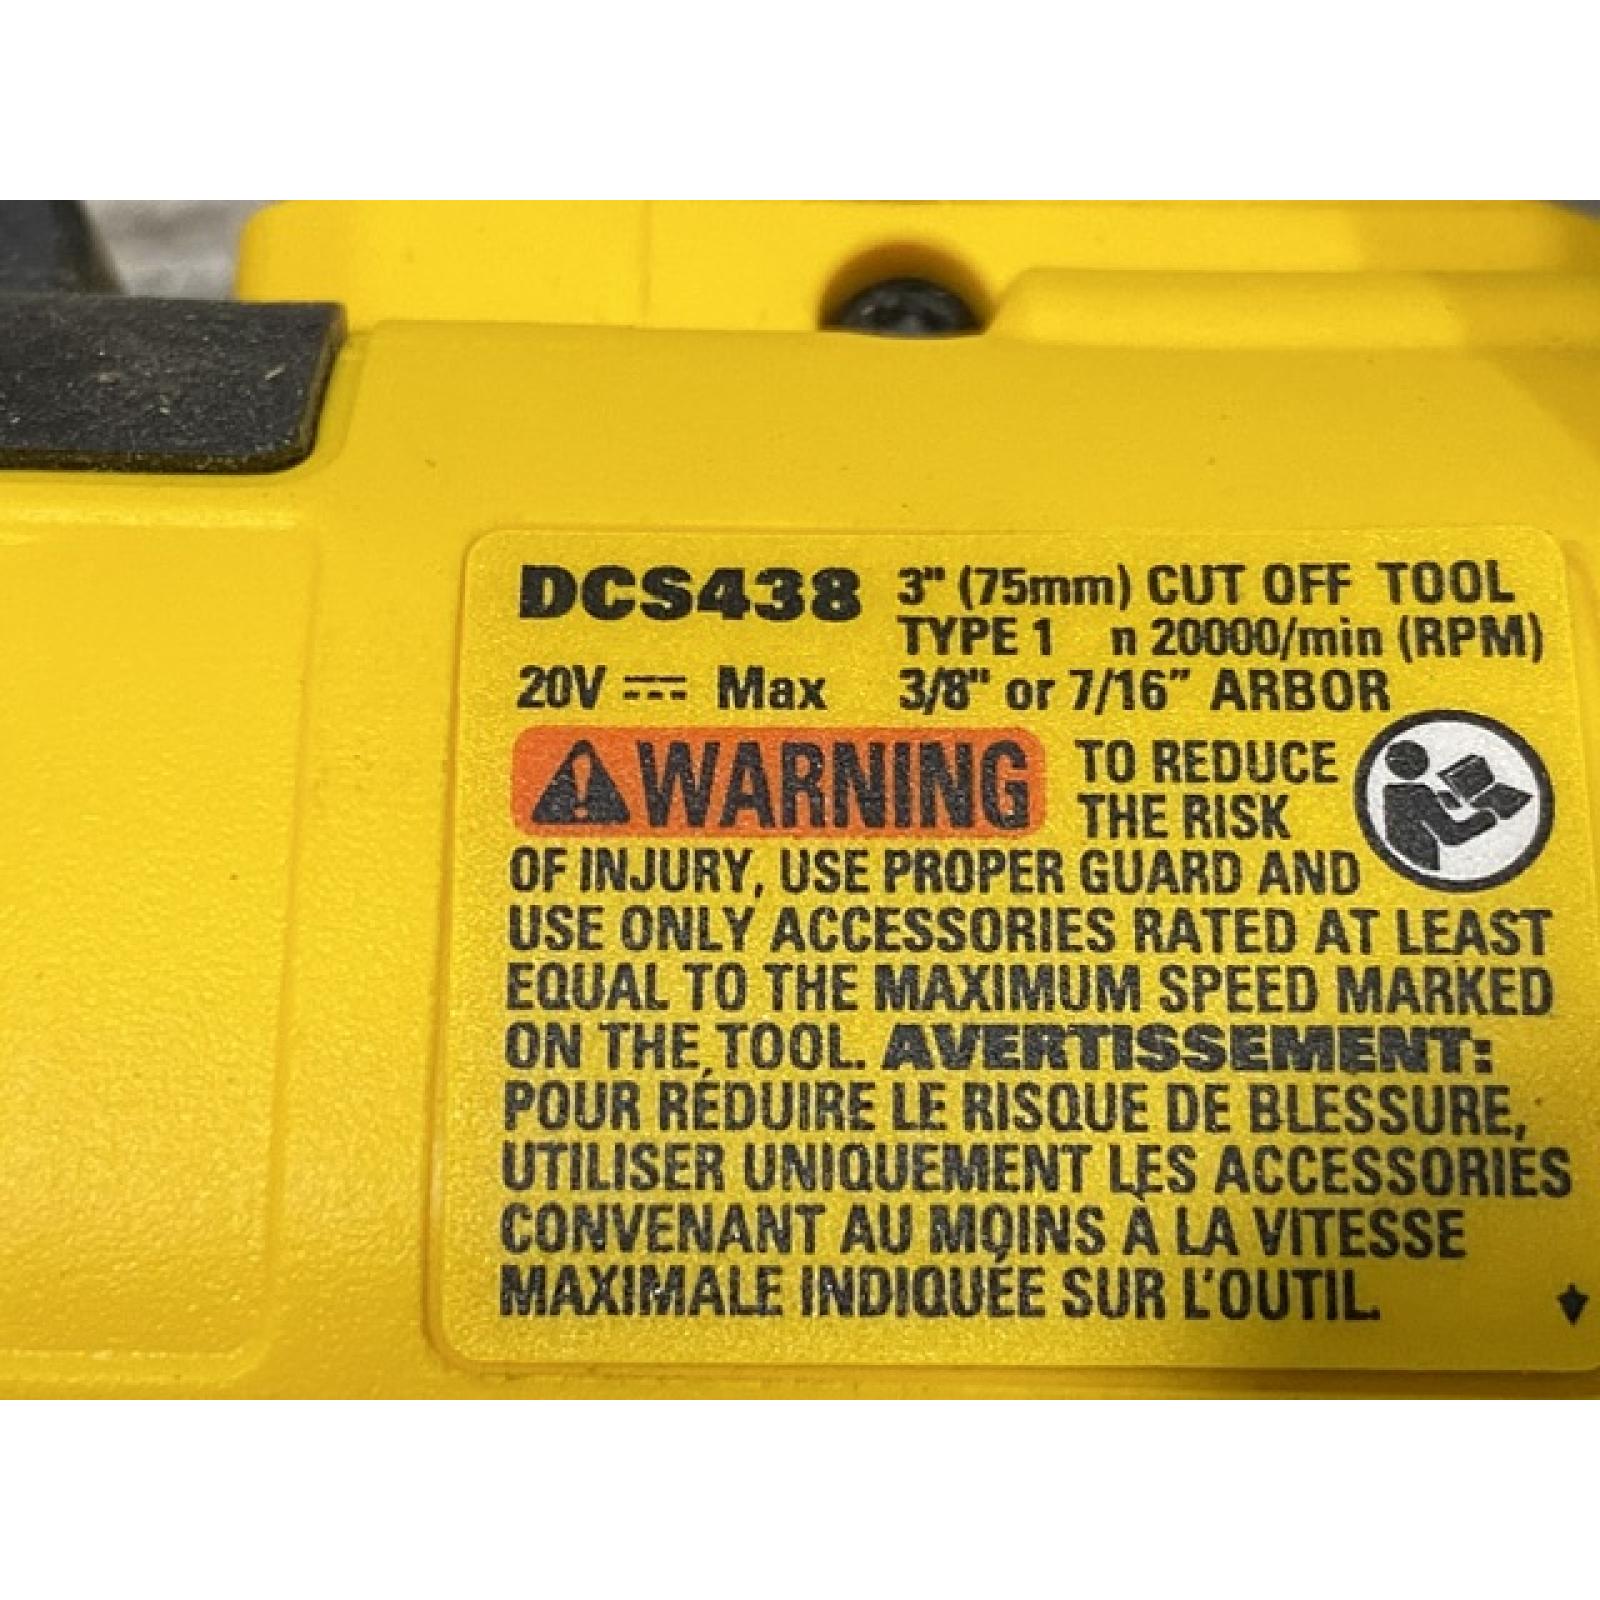 DCS438 3" (75mm) CUT OFF TOOL
TYPE 1 n 20000/min (RPM)
20V ⎓ Max 3/8" or 7/16" ARBOR
⚠WARNING TO REDUCE
THE RISK
OF INJURY, USE PROPER GUARD AND
USE ONLY ACCESSORIES RATED AT LEAST
EQUAL TO THE MAXIMUM SPEED MARKED
ON THE TOOL. AVERTISSEMENT:
POUR RÉDUIRE LE RISQUE DE BLESSURE,
UTILISER UNIQUEMENT LES ACCESSORIES
CONVENANT AU MOINS À LA VITESSE
MAXIMALE INDIQUÉE SUR L'OUTIL.